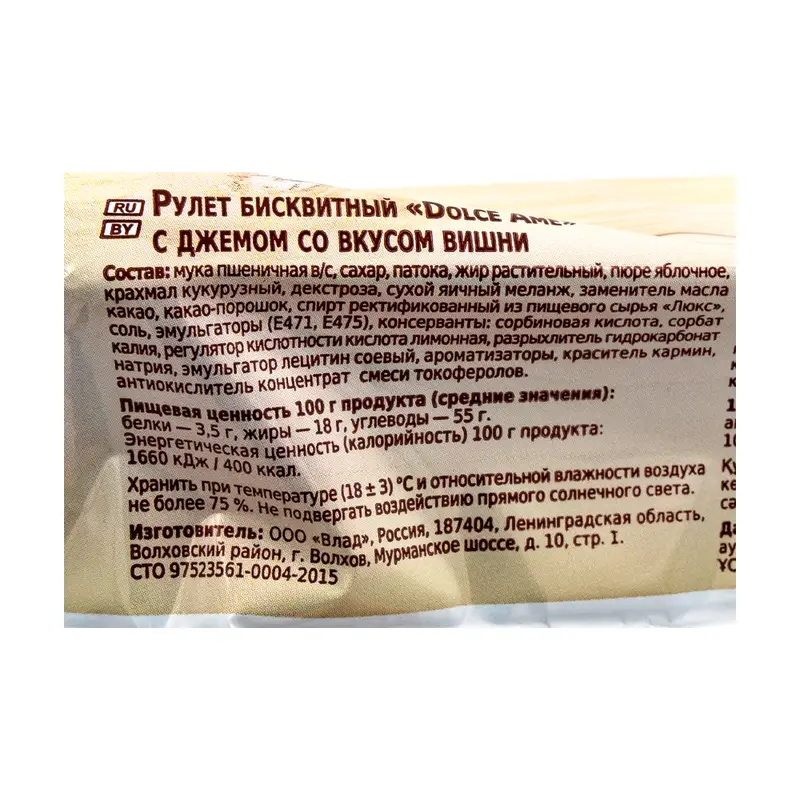 RU
BY
РУЛЕТ БИСКВИТНЫЙ «DOLCE AME
С ДЖЕМОМ СО ВКУСОМ ВИШНИ
Состав: мука пшеничная в/с, сахар, патока, жир растительный, пюре яблочное,
крахмал кукурузный, декстроза, сухой яичный меланж, заменитель масла
какао, какао-порошок, спирт ректификованный из пищевого сырья «Люкс»,
соль, эмульгаторы (Е471, Е475), консерванты: сорбиновая кислота, сорбат
калия, регулятор кислотности кислота лимонная, разрыхлитель гидрокарбонат
натрия, эмульгатор лецитин соевый, ароматизаторы, краситель кармин,
антиокислитель концентрат смеси токоферолов.
Пищевая ценность 100 г продукта (средние значения):
белки — 3,5 г, жиры — 18 г, углеводы — 55 г.
Энергетическая ценность (калорийность) 100 г продукта:
1660 кДж / 400 ккал.
Хранить при температуре (18 ± 3) °С и относительной влажности воздуха
не более 75 %. Не подвергать воздействию прямого солнечного света.
Изготовитель: ООО «Влад», Россия, 187404, Ленинградская область,
Волховский район, г. Волхов, Мурманское шоссе, д. 10, стр. 1.
СТО 97523561-0004-2015